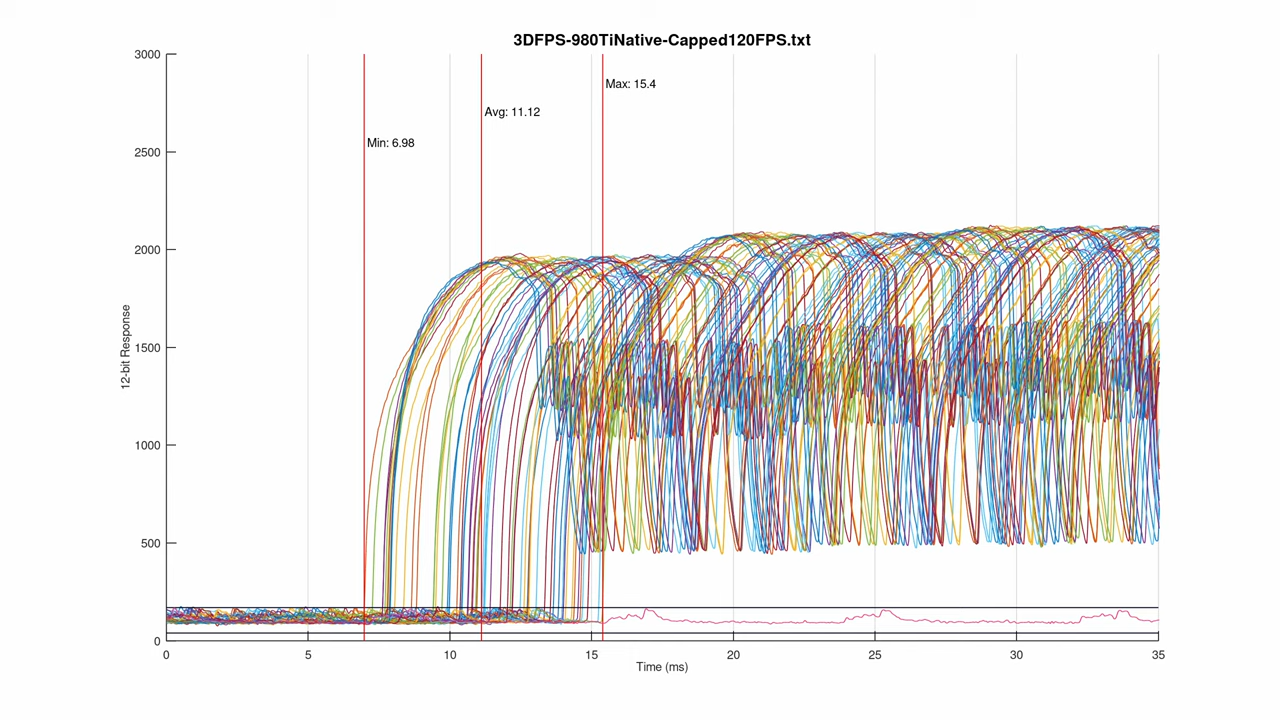 3DFPS-980TiNative-Capped120FPS.txt
3000
Max: 15.4
Avg: 11.12
Min: 6.98
2500
2000
1500
1000
500
0
12-bit Response
0 5 10 15 20 25 30 35
Time (ms)